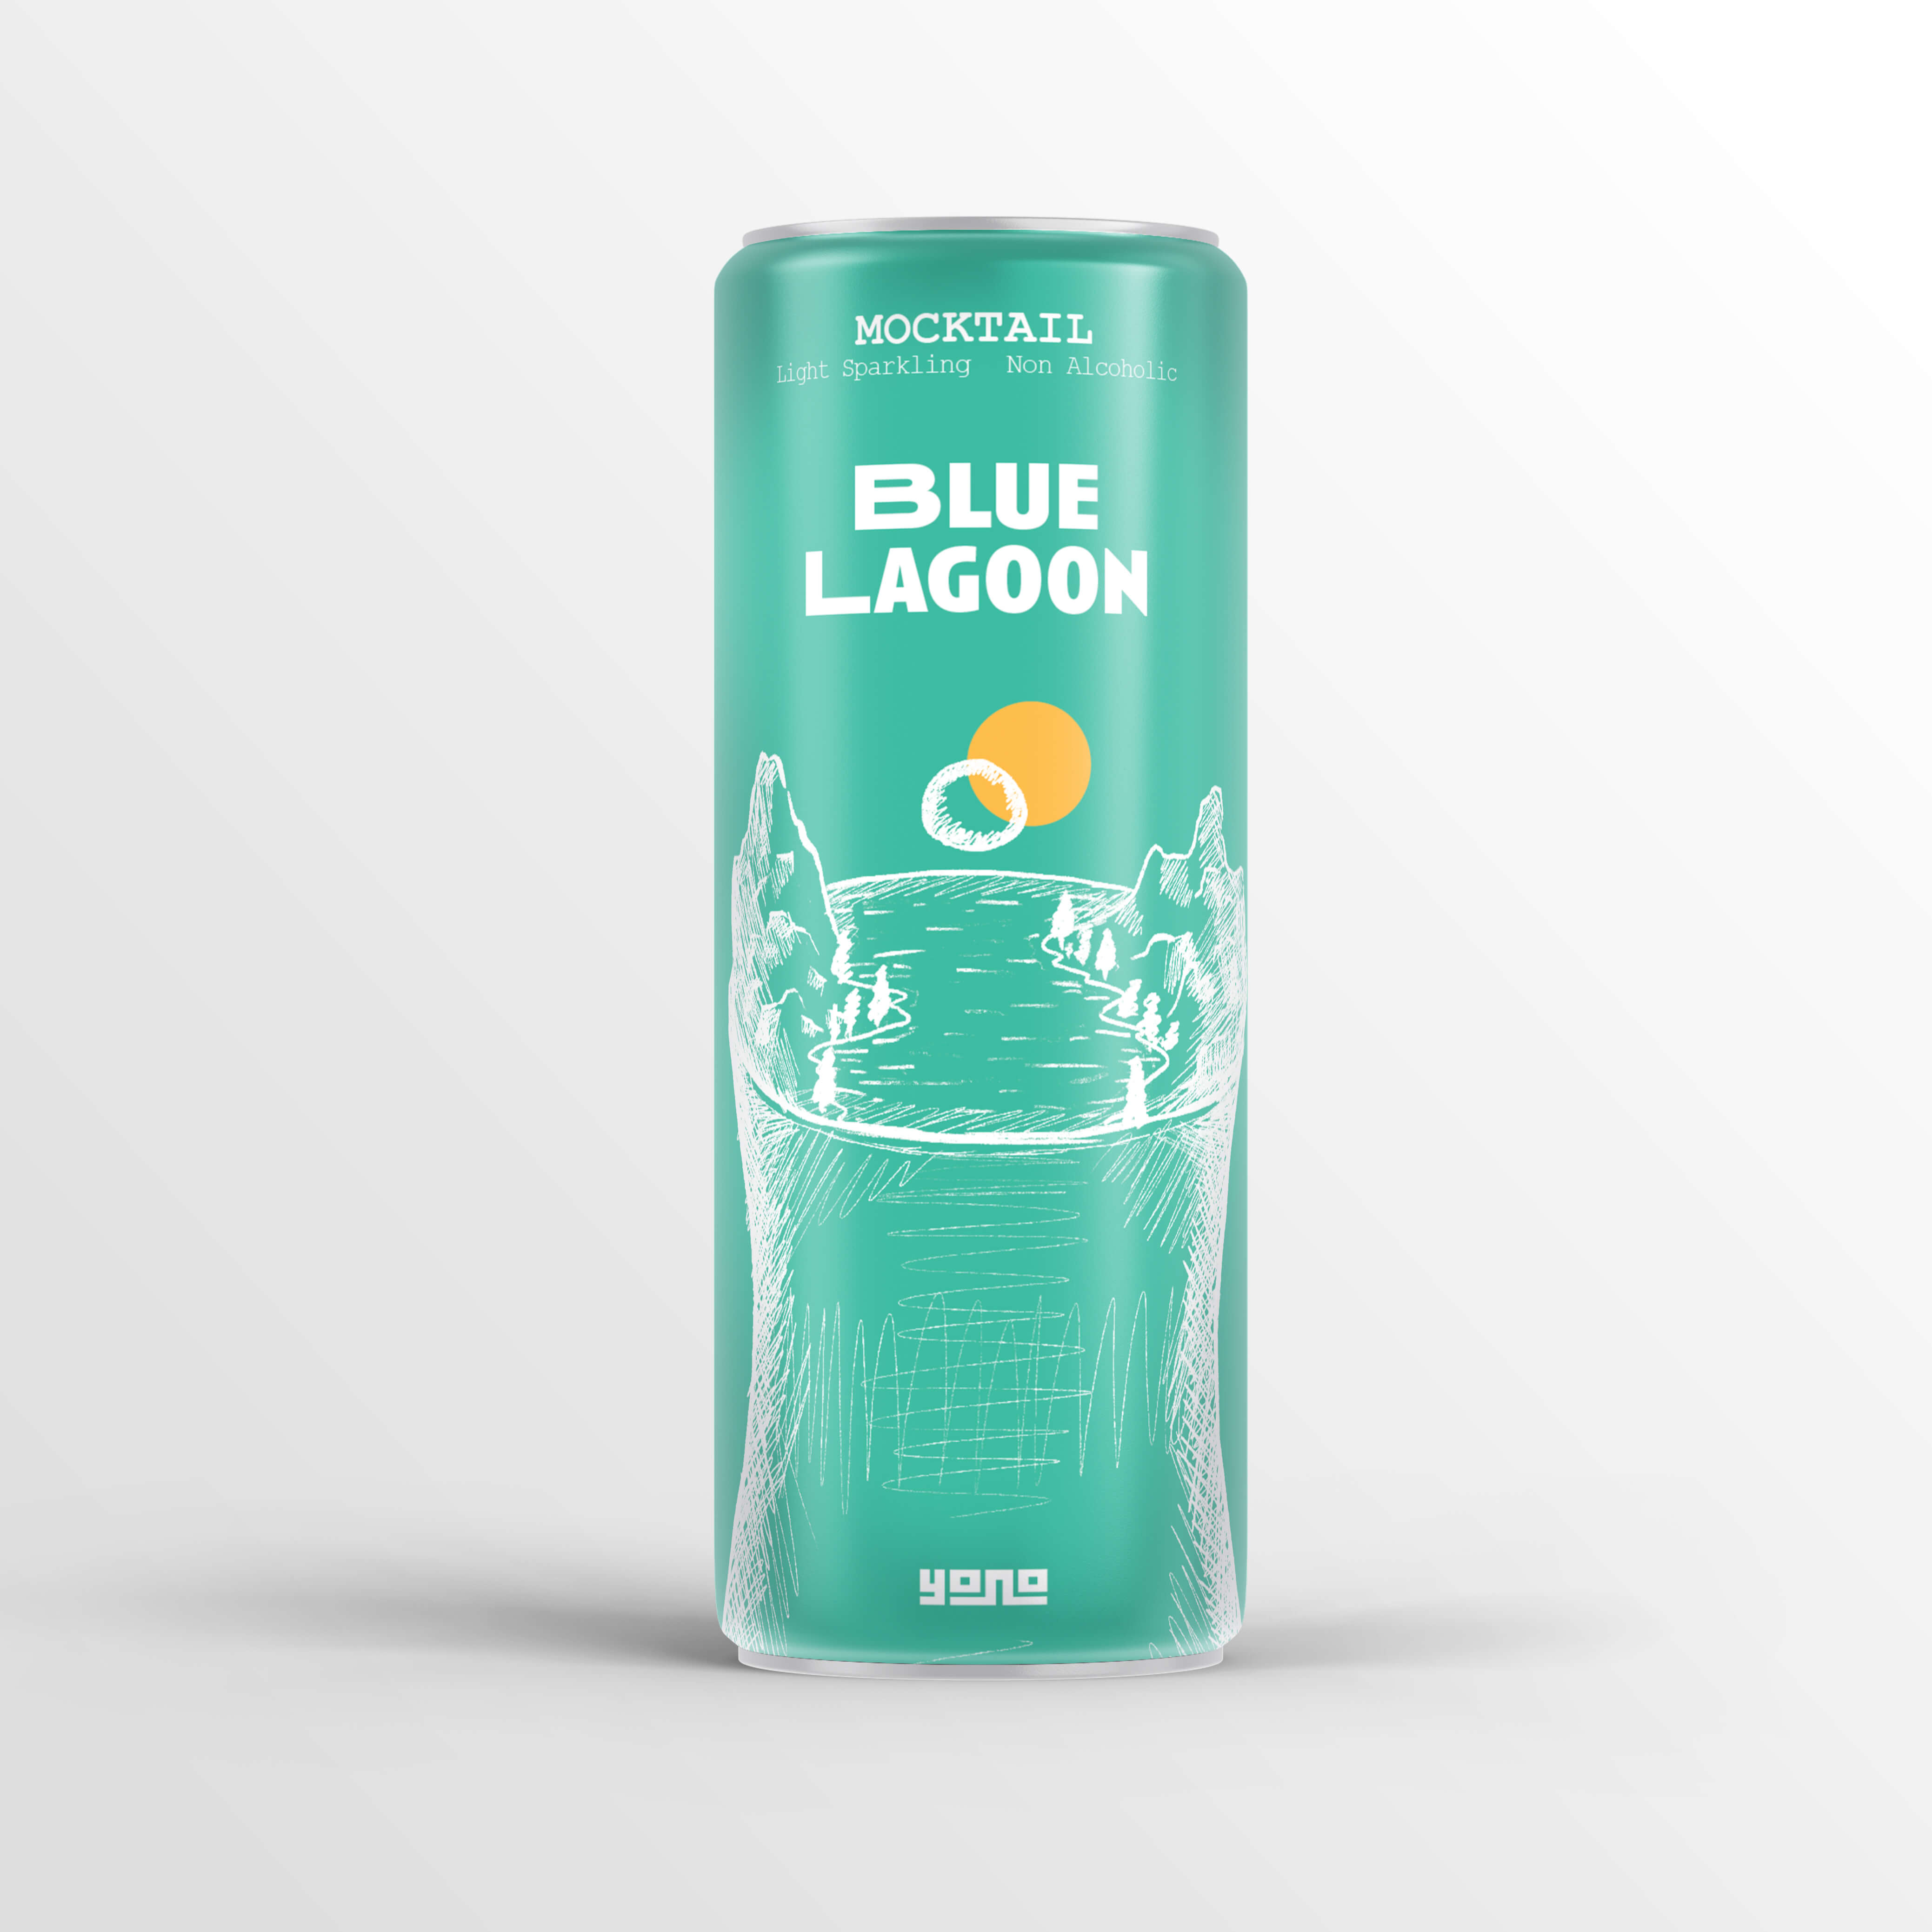 MOCKTAIL
Light Sparkling Non Alcoholic
BLUE
LAGOON
yono